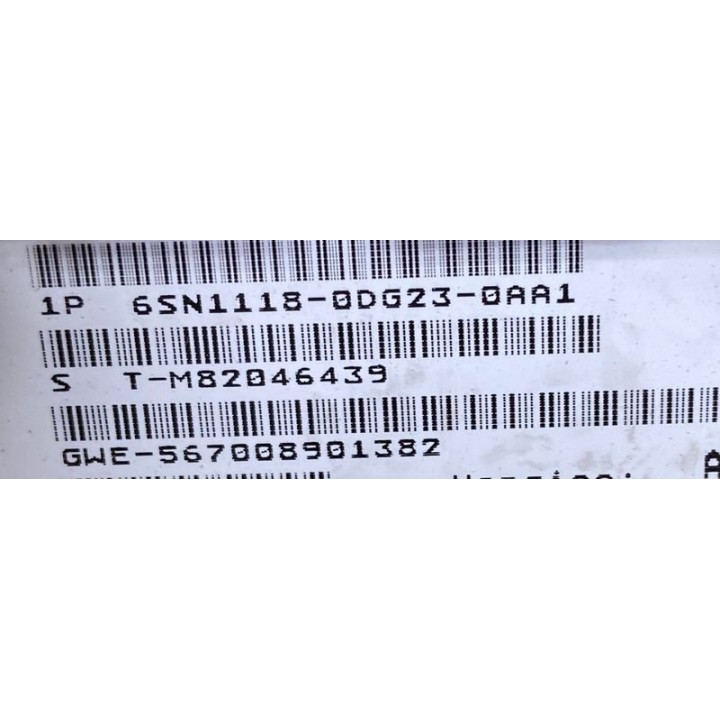 1P 6SN1118-0DG23-0AA1
S T-M82046439
GWE-567008901382
A